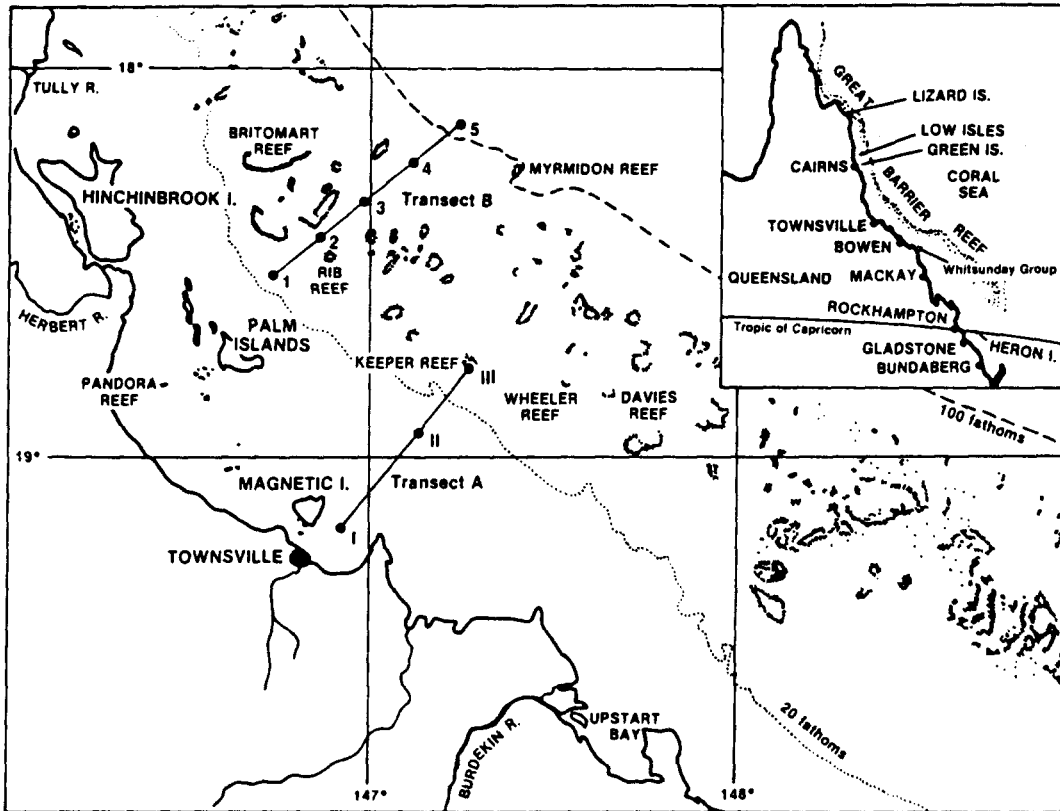 18°
TULLY R.
BRITOMART
REEF
HINCHINBROOK I.
5
4
3
2
1
MYRMIDON REEF
Transect B
RIB
REEF
HERBERT R.
PALM
ISLANDS
PANDORA
REEF
KEEPER REEF
III
WHEELER
REEF
DAVIES
REEF
II
19°
MAGNETIC I.
Transect A
I
TOWNSVILLE
BURDEKIN R.
UPSTART
BAY
100 fathoms
20 fathoms
147°
148°
GREAT
BARRIER
REEF
LIZARD IS.
LOW ISLES
GREEN IS.
CAIRNS
CORAL
SEA
TOWNSVILLE
BOWEN
Whitsunday Group
QUEENSLAND
MACKAY
ROCKHAMPTON
Tropic of Capricorn
HERON I.
GLADSTONE
BUNDABERG